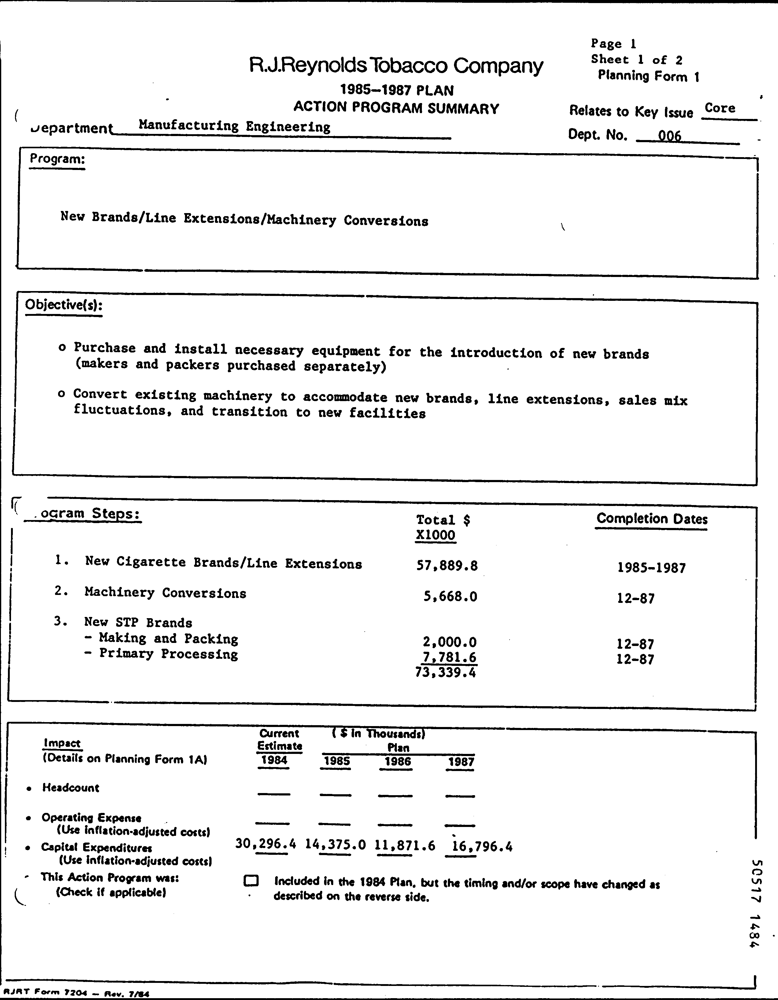 Page 1
Sheet 1 of 2
Planning Form 1
R.J.Reynolds Tobacco Company
1985-1987 PLAN
ACTION PROGRAM SUMMARY
Relates to Key Issue Core
Department Manufacturing Engineering
Dept. No. 006
Program:
New Brands/Line Extensions/Machinery Conversions
Objective(s):
o Purchase and install necessary equipment for the introduction of new brands
(makers and packers purchased separately)
o Convert existing machinery to accommodate new brands, line extensions, sales mix
fluctuations, and transition to new facilities
ogram Steps:
Total $ Completion Dates
X1000
1. New Cigarette Brands/Line Extensions 57,889.8 1985-1987
2. Machinery Conversions 5,668.0 12-87
3. New STP Brands
- Making and Packing 2,000.0 12-87
- Primary Processing 7,781.6 12-87
73,339.4
Current ($ In Thousands)
Impact Estimate Plan
(Details on Planning Form 1A) 1984 1985 1986 1987
• Headcount
• Operating Expense
(Use inflation-adjusted costs)
• Capital Expenditures 30,296.4 14,375.0 11,871.6 16,796.4
(Use inflation-adjusted costs)
- This Action Program was: ☐ Included in the 1984 Plan, but the timing and/or scope have changed as
(Check if applicable) described on the reverse side.
50517 1484
RJRT Form 7204 — Rev. 7/84